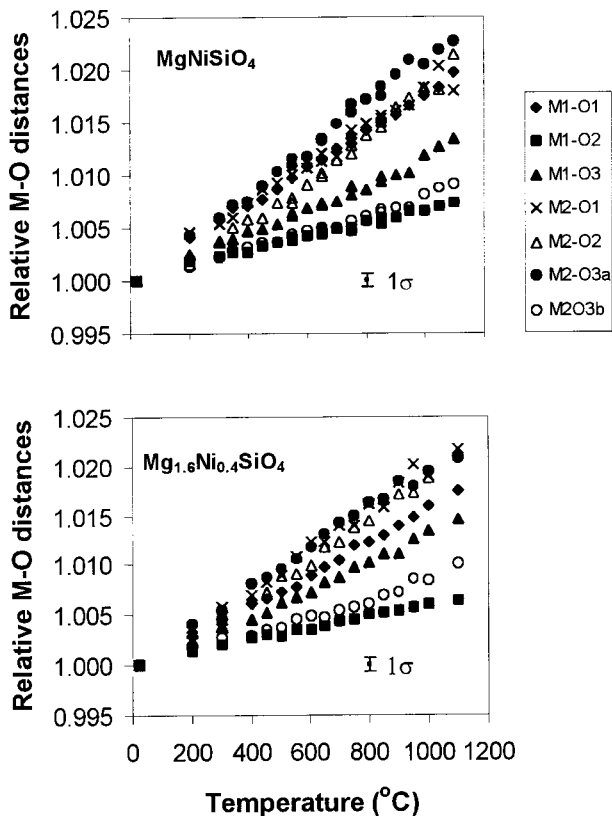 1.025
1.020
1.015
1.010
1.005
1.000
0.995
Relative M-O distances
MgNiSiO4
1σ
M1-O1
M1-O2
M1-O3
M2-O1
M2-O2
M2-O3a
M2O3b
1.025
1.020
1.015
1.010
1.005
1.000
0.995
Relative M-O distances
Mg1.6Ni0.4SiO4
1σ
0 200 400 600 800 1000 1200
Temperature (°C)